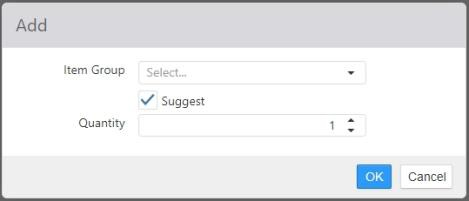 Add
Item Group Select...
Suggest
Quantity 1
OK Cancel